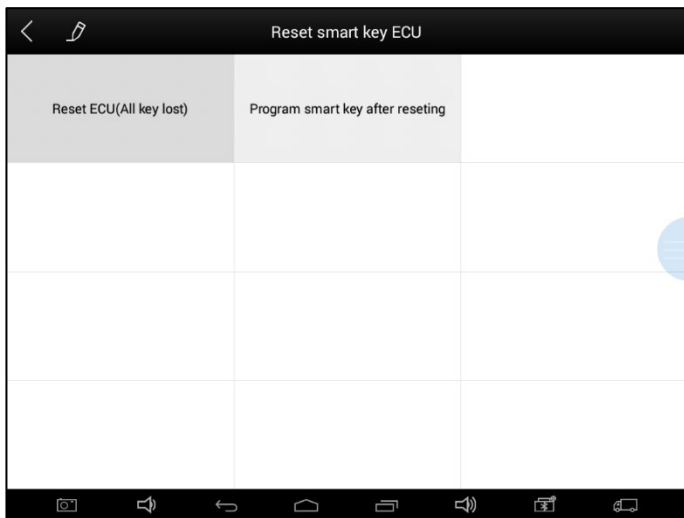 Reset smart key ECU
Reset ECU(All key lost)
Program smart key after reseting